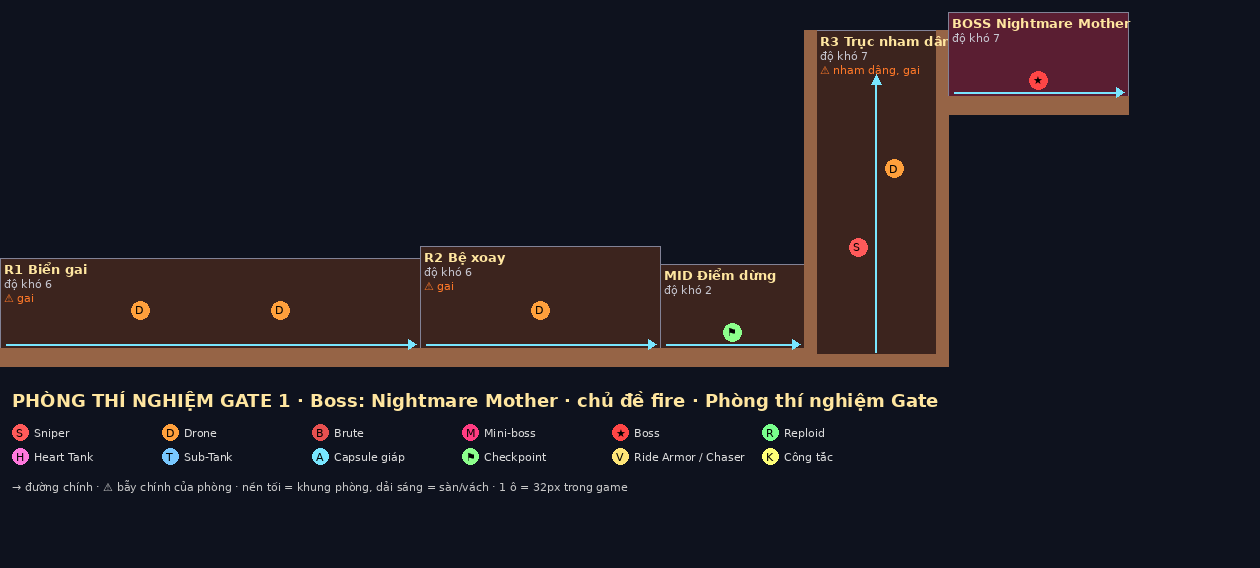 BOSS Nightmare Mother
độ khó 7
★
R3 Trục nham dân
độ khó 7
⚠ nham dâng, gai
D
S
R1 Biển gai
độ khó 6
⚠ gai
D
D
R2 Bệ xoay
độ khó 6
⚠ gai
D
MID Điểm dừng
độ khó 2
⚑
PHÒNG THÍ NGHIỆM GATE 1 · Boss: Nightmare Mother · chủ đề fire · Phòng thí nghiệm Gate
S Sniper D Drone B Brute M Mini-boss ★ Boss R Reploid
H Heart Tank T Sub-Tank A Capsule giáp ⚑ Checkpoint V Ride Armor / Chaser K Công tắc
→ đường chính · ⚠ bẫy chính của phòng · nền tối = khung phòng, dải sáng = sàn/vách · 1 ô = 32px trong game